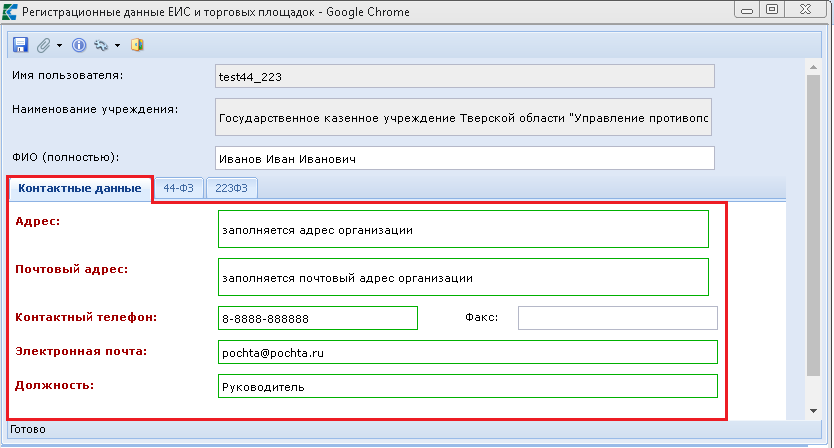 Регистрационные данные ЕИС и торговых площадок - Google Chrome
Имя пользователя: test44_223
Наименование учреждения: Государственное казенное учреждение Тверской области "Управление противопо
ФИО (полностью): Иванов Иван Иванович
Контактные данные 44-ФЗ 223ФЗ
Адрес: заполняется адрес организации
Почтовый адрес: заполняется почтовый адрес организации
Контактный телефон: 8-8888-888888 Факс:
Электронная почта: pochta@pochta.ru
Должность: Руководитель
Готово